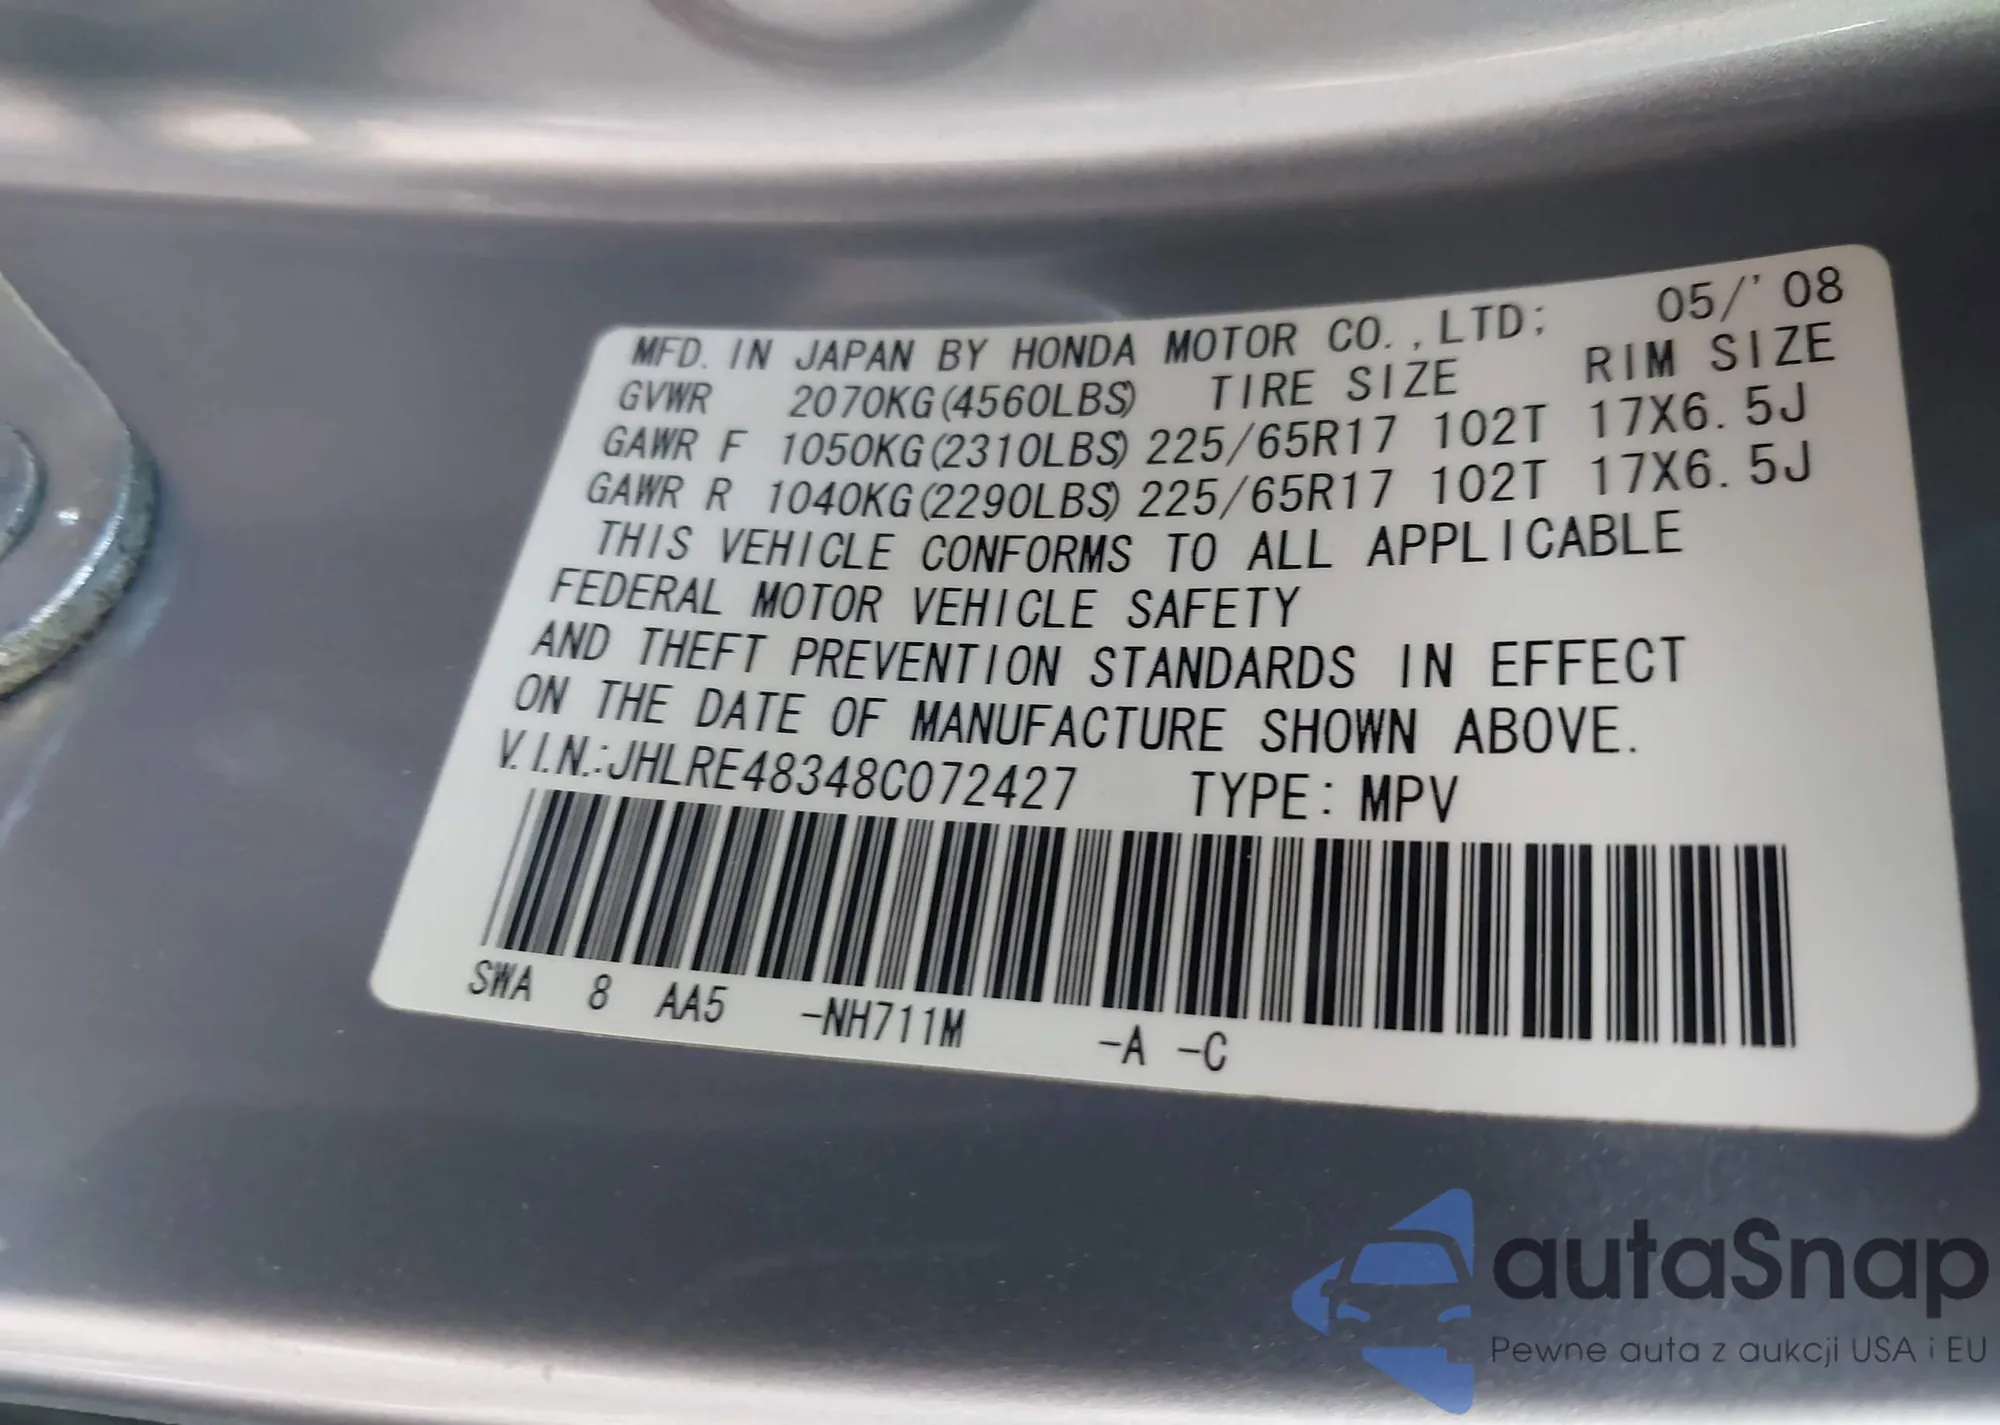 MFD. IN JAPAN BY HONDA MOTOR CO.,LTD; 05/'08
GVWR 2070KG(4560LBS) TIRE SIZE RIM SIZE
GAWR F 1050KG(2310LBS) 225/65R17 102T 17X6.5J
GAWR R 1040KG(2290LBS) 225/65R17 102T 17X6.5J
THIS VEHICLE CONFORMS TO ALL APPLICABLE
FEDERAL MOTOR VEHICLE SAFETY
AND THEFT PREVENTION STANDARDS IN EFFECT
ON THE DATE OF MANUFACTURE SHOWN ABOVE.
V.I.N.:JHLRE48348C072427 TYPE: MPV
SWA 8 AA5 -NH711M -A -C
autaSnap
Pewne auta z aukcji USA i EU